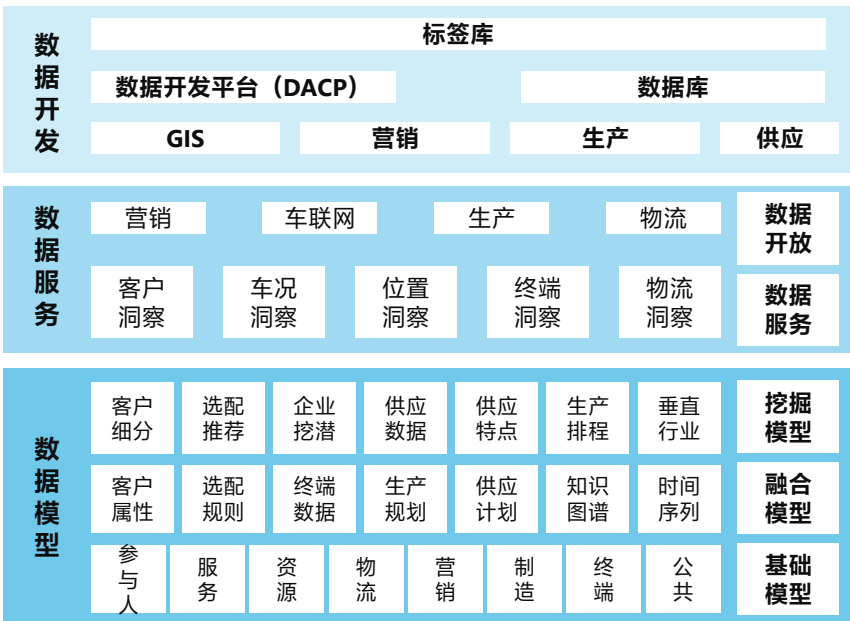 数据开发
标签库
数据开发平台（DACP） 数据库
GIS 营销 生产 供应
数据服务
营销 车联网 生产 物流
数据
开放
客户 车况 位置 终端 物流
洞察 洞察 洞察 洞察 洞察
数据
服务
数据模型
客户 选配 企业 供应 供应 生产 垂直
细分 推荐 挖潜 数据 特点 排程 行业
挖掘
模型
客户 选配 终端 生产 供应 知识 时间
属性 规则 数据 规划 计划 图谱 序列
融合
模型
参与人 服务 资源 物流 营销 制造 终端 公共
基础
模型